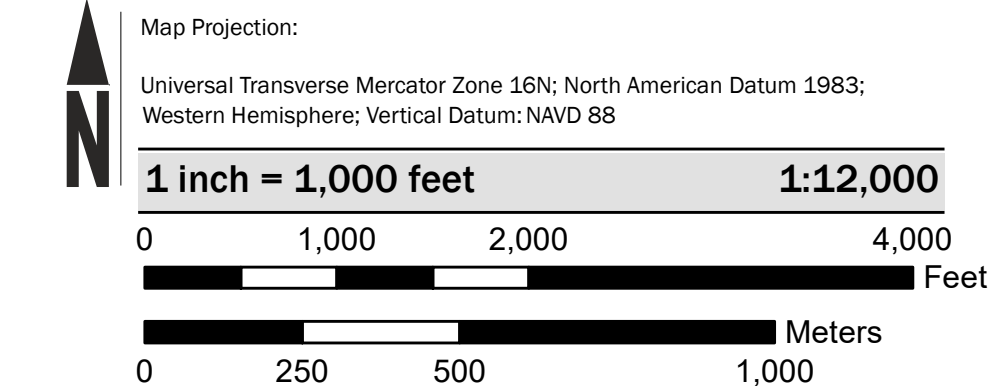 N
Map Projection:
Universal Transverse Mercator Zone 16N; North American Datum 1983;
Western Hemisphere; Vertical Datum: NAVD 88
1 inch = 1,000 feet 1:12,000
0 1,000 2,000 4,000
Feet
Meters
0 250 500 1,000